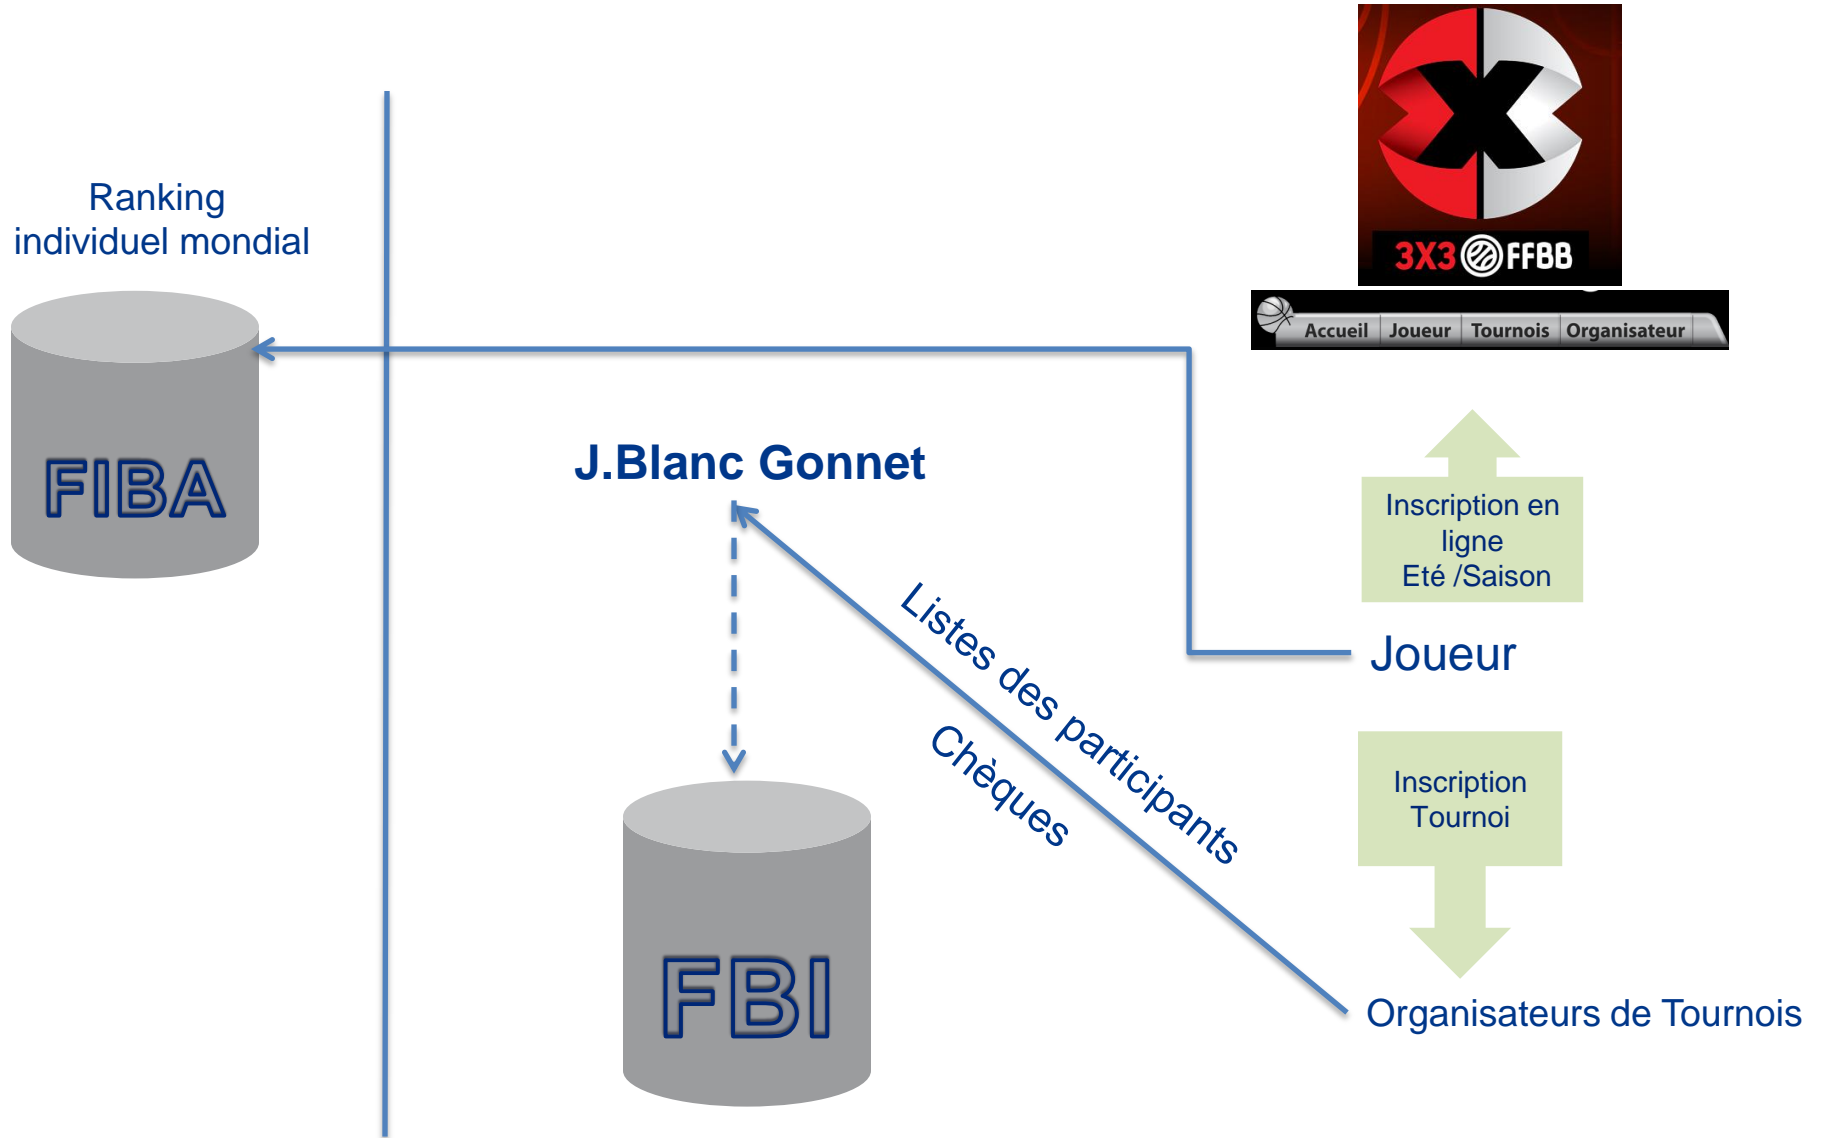 X
3X3 FFBB
Accueil Joueur Tournois Organisateur
Ranking
individuel mondial
FIBA
J.Blanc Gonnet
Inscription en
ligne
Eté /Saison
Joueur
Listes des participants
Chèques
Inscription
Tournoi
FBI
Organisateurs de Tournois